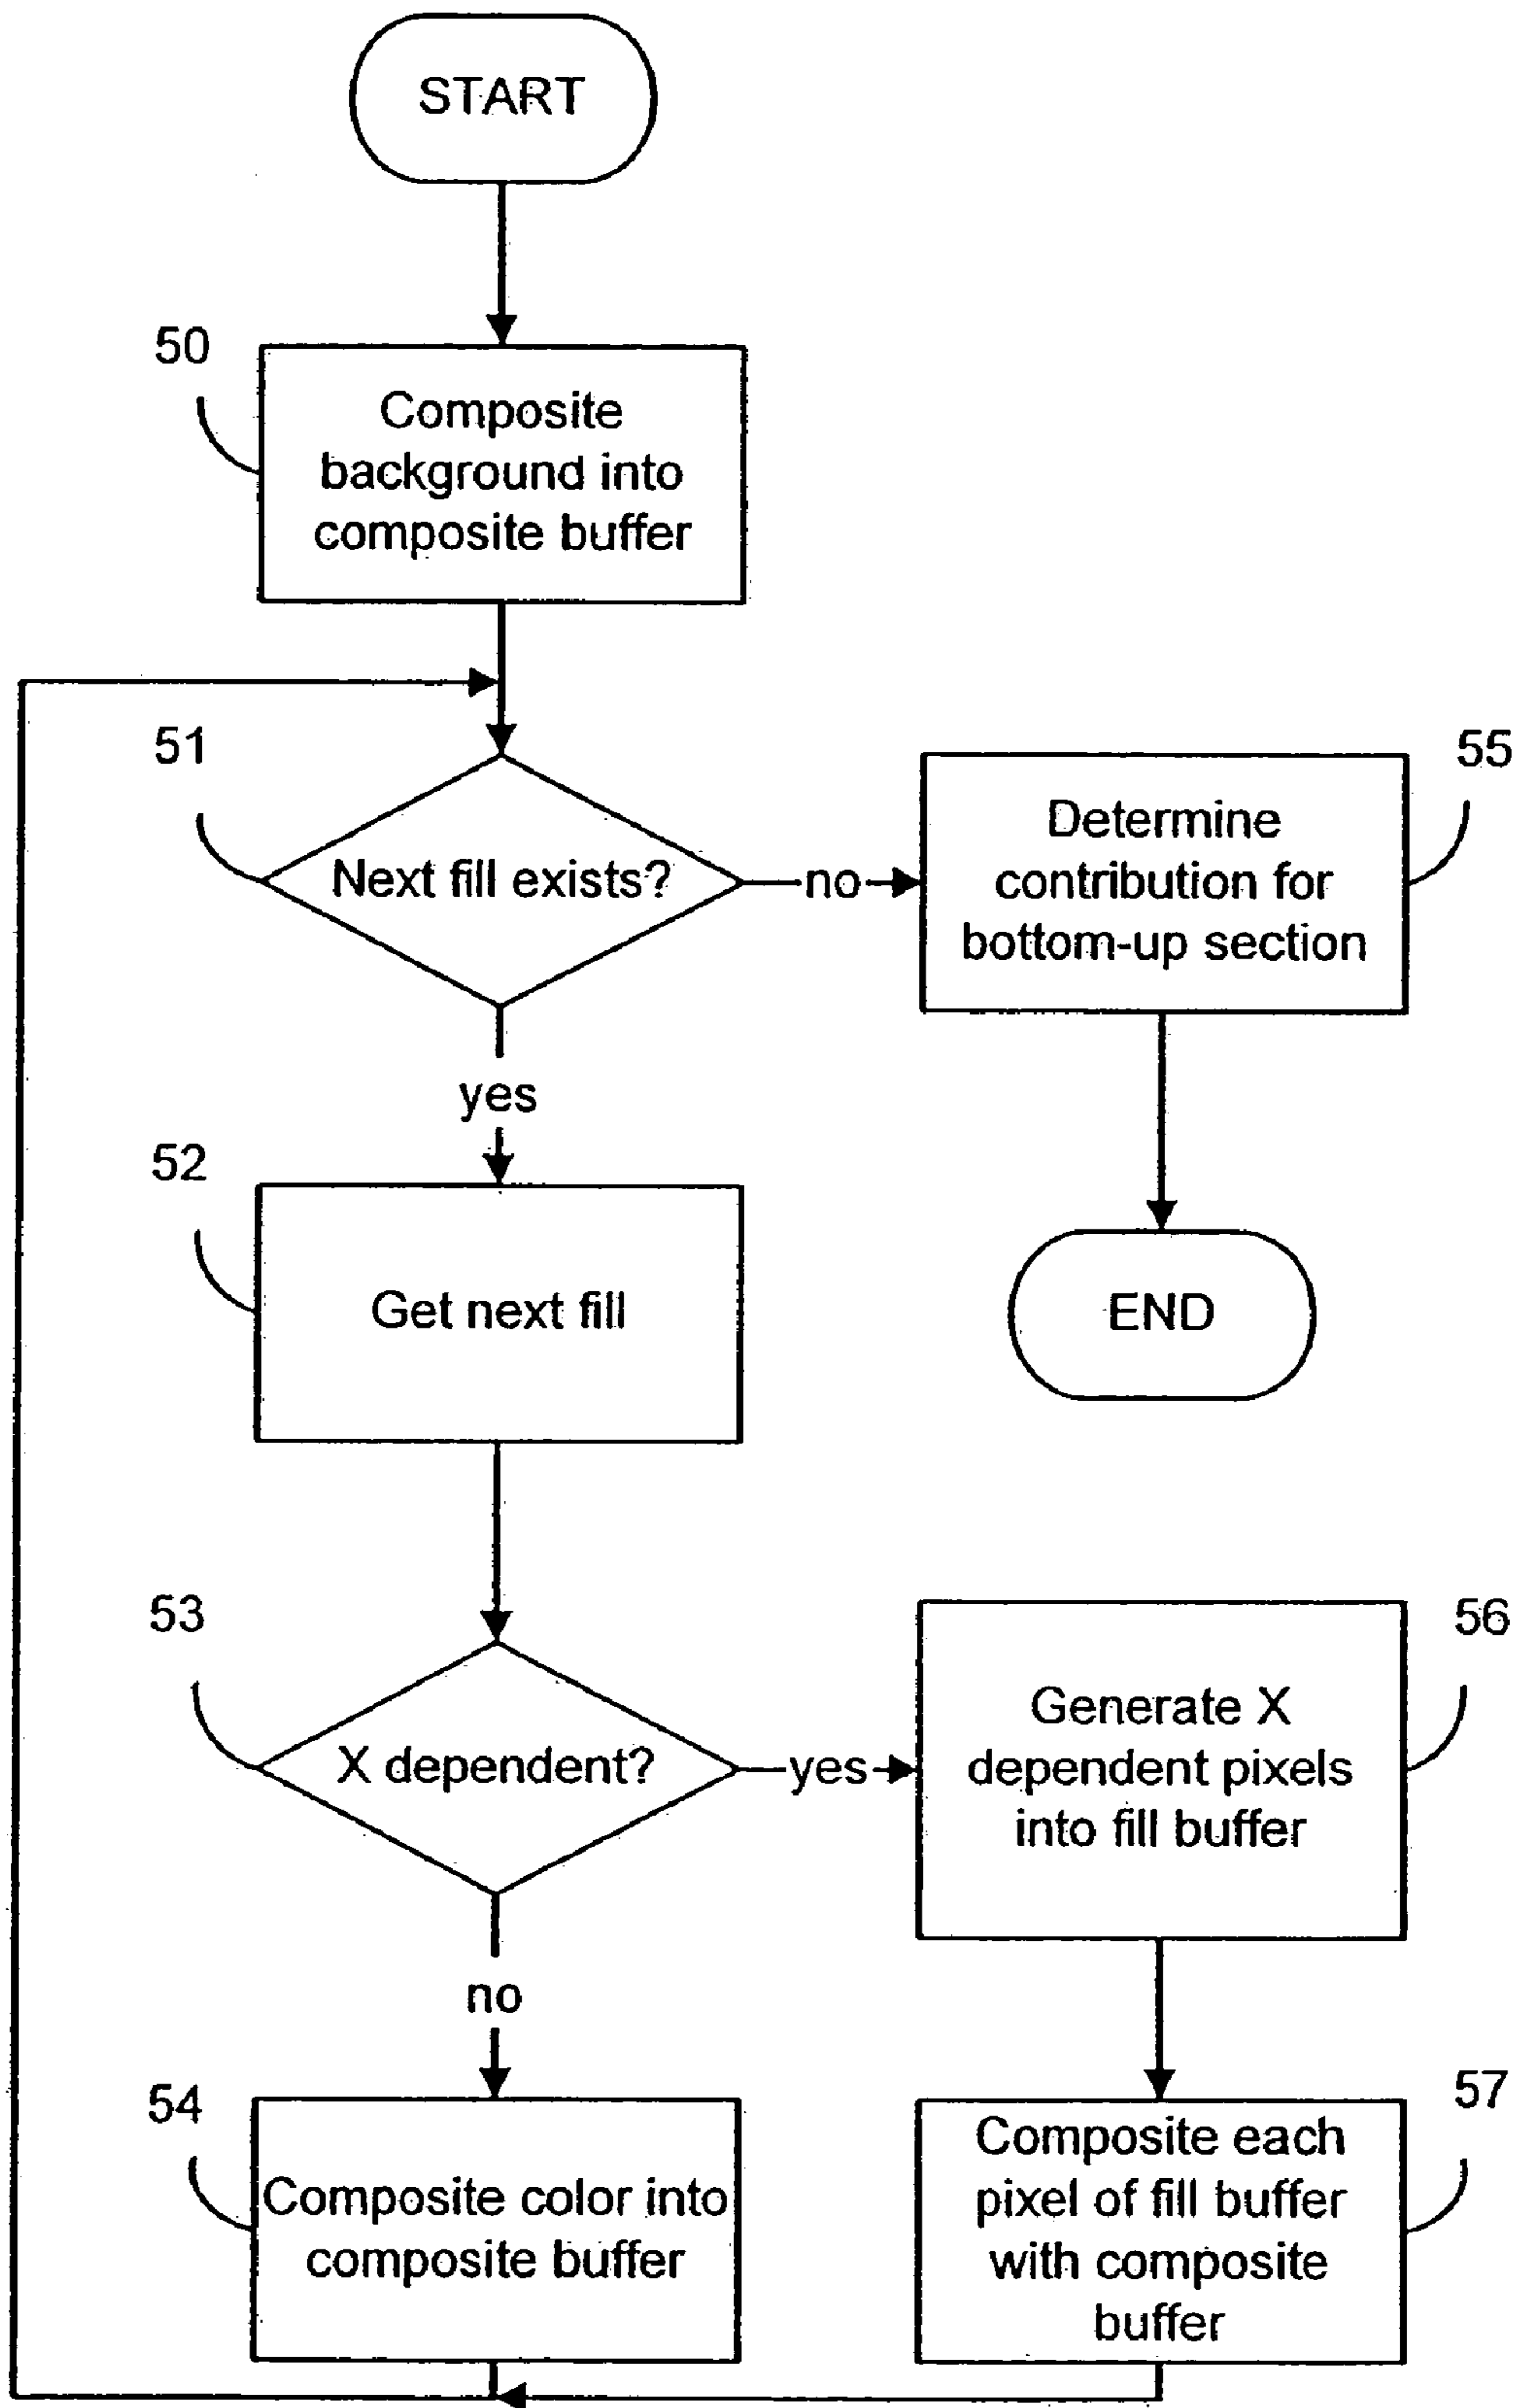 START
50
Composite
background into
composite buffer
51
Next fill exists?
no
55
Determine
contribution for
bottom-up section
yes
52
Get next fill
END
53
X dependent?
yes
56
Generate X
dependent pixels
into fill buffer
no
54
Composite color into
composite buffer
57
Composite each
pixel of fill buffer
with composite
buffer